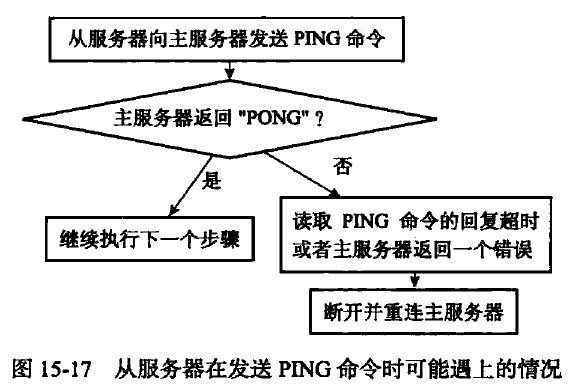 从服务器向主服务器发送 PING 命令
主服务器返回 "PONG" ?
是
否
继续执行下一个步骤
读取 PING 命令的回复超时
或者主服务器返回一个错误
断开并重连主服务器
图 15-17 从服务器在发送 PING 命令时可能遇上的情况